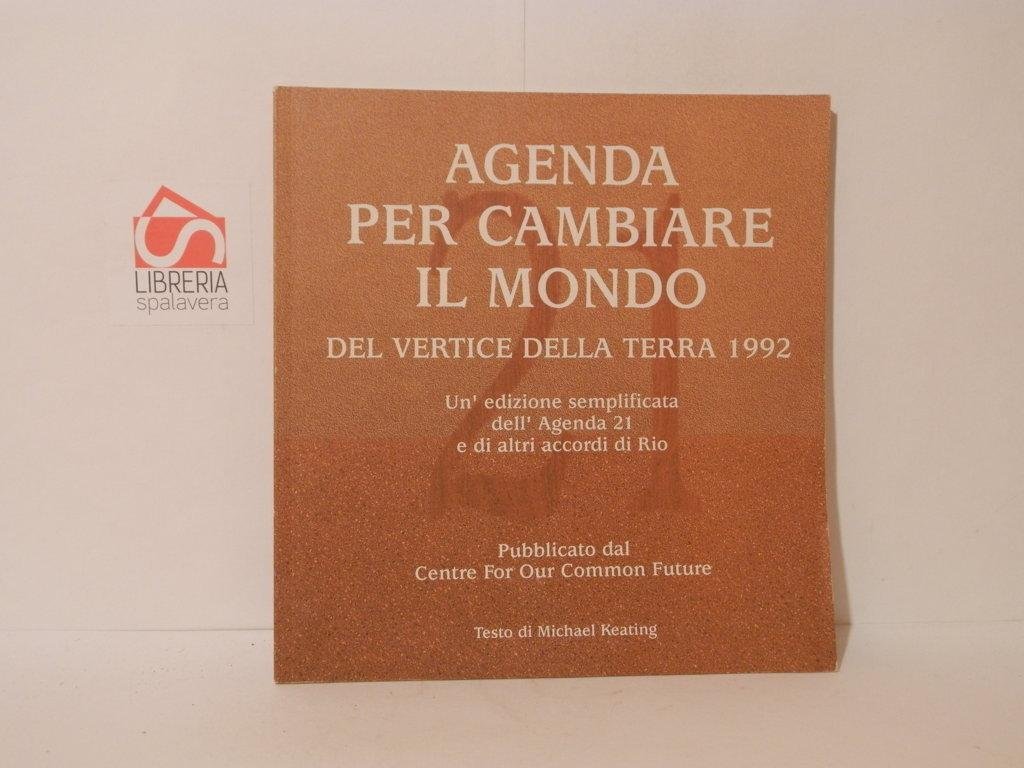 AGENDA
PER CAMBIARE
IL MONDO
DEL VERTICE DELLA TERRA 1992
21
Un' edizione semplificata
dell' Agenda 21
e di altri accordi di Rio
Pubblicato dal
Centre For Our Common Future
Testo di Michael Keating
S
LIBRERIA
spalavera